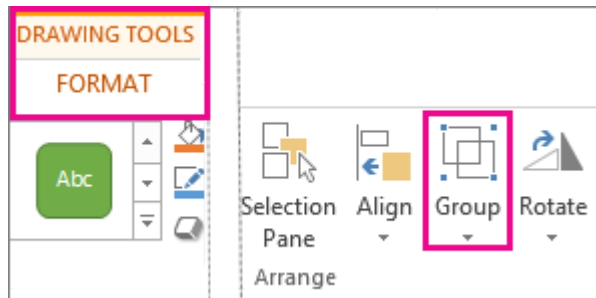 DRAWING TOOLS
FORMAT
Abc
Selection Pane
Align
Group
Rotate
Arrange